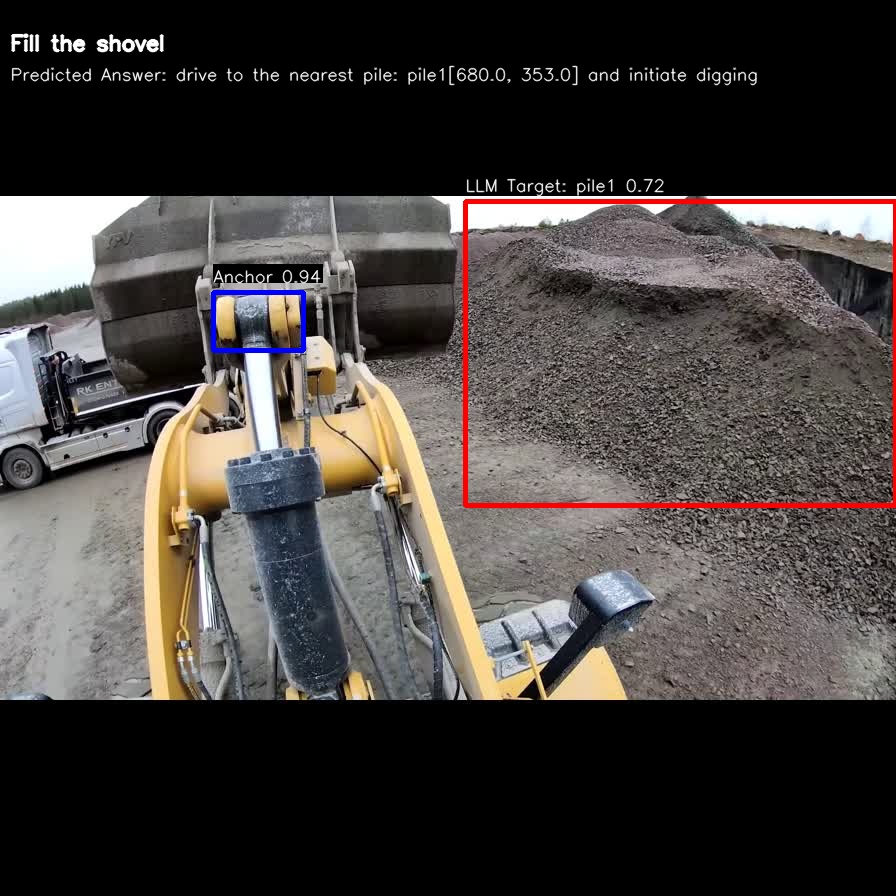 Fill the shovel
Predicted Answer: drive to the nearest pile: pile1[680.0, 353.0] and initiate digging
LLM Target: pile1 0.72
Anchor 0.94
RK ENT